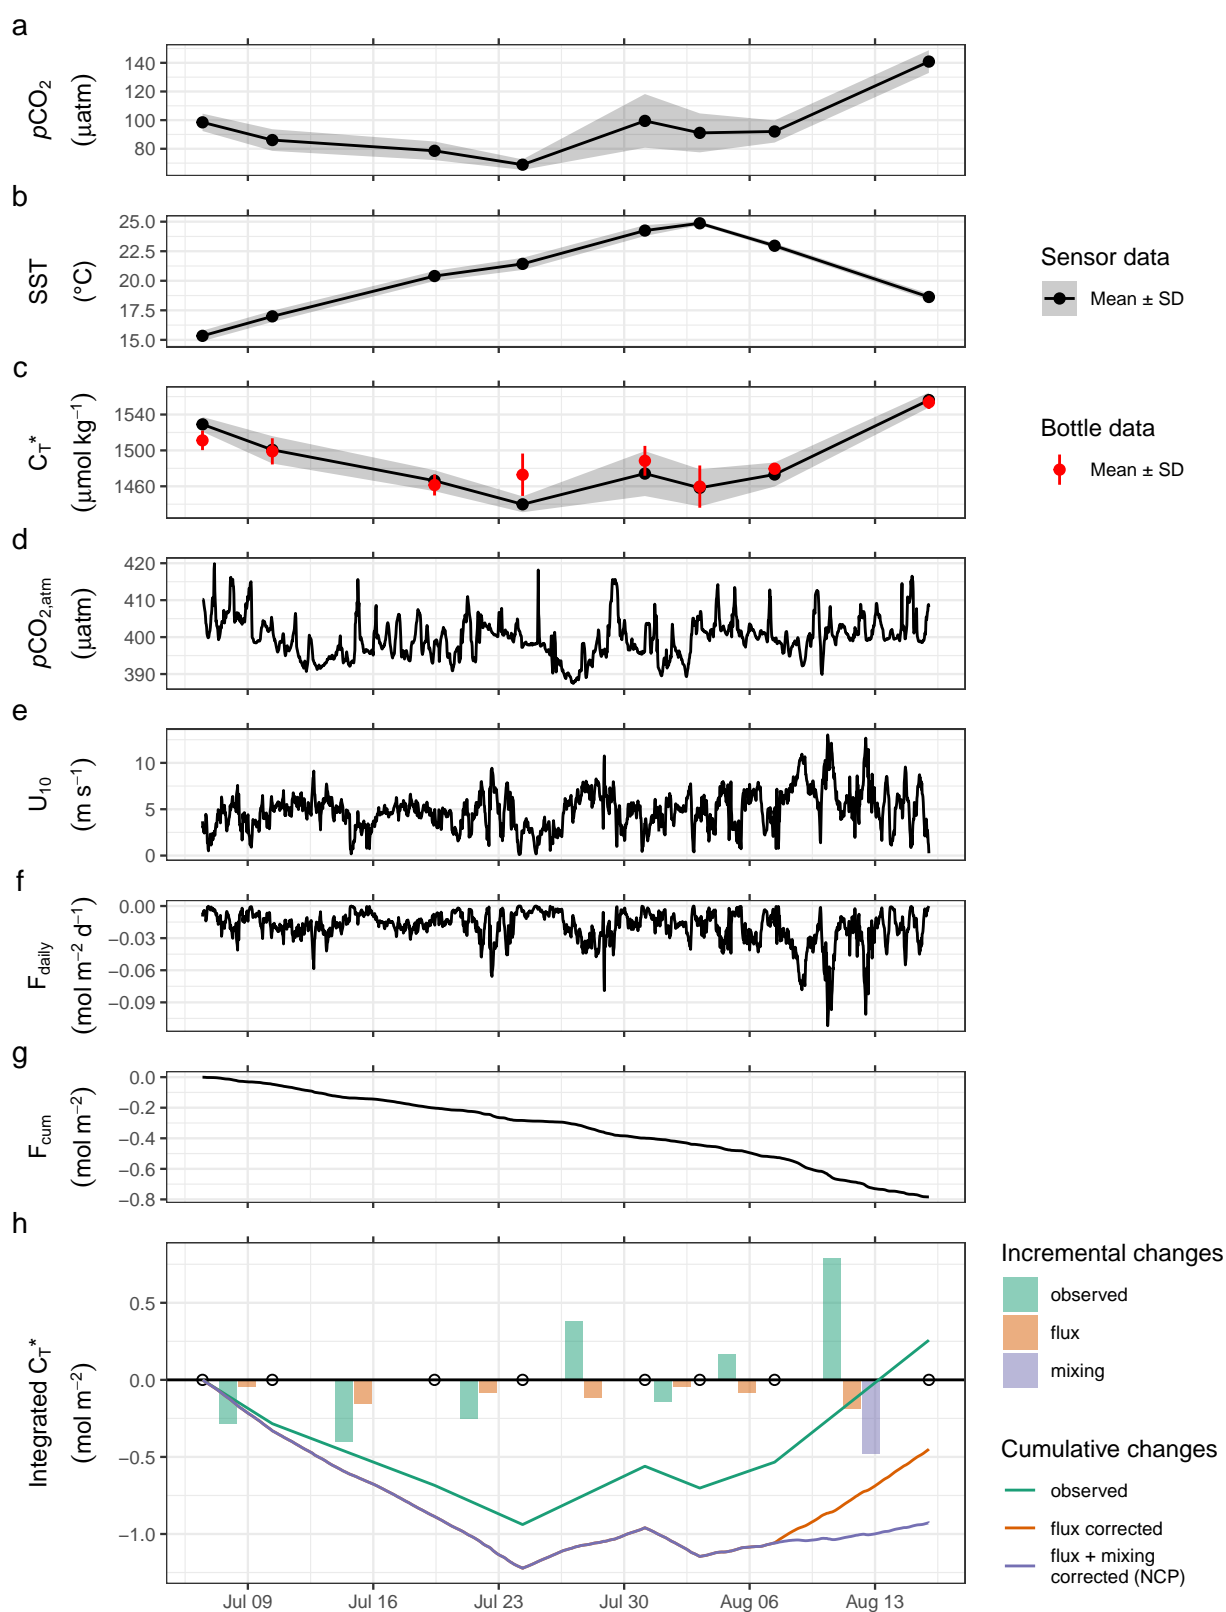 a
pCO₂
(µatm)
140
120
100
80
b
SST
(°C)
25.0
22.5
20.0
17.5
15.0
Sensor data
Mean ± SD
c
C_T*
(µmol kg⁻¹)
1540
1500
1460
Bottle data
Mean ± SD
d
pCO₂,atm
(µatm)
420
410
400
390
e
U₁₀
(m s⁻¹)
10
5
0
f
F_daily
(mol m⁻² d⁻¹)
0.00
−0.03
−0.06
−0.09
g
F_cum
(mol m⁻²)
0.0
−0.2
−0.4
−0.6
−0.8
h
Integrated C_T*
(mol m⁻²)
0.5
0.0
−0.5
−1.0
Jul 09 Jul 16 Jul 23 Jul 30 Aug 06 Aug 13
Incremental changes
observed
flux
mixing
Cumulative changes
observed
flux corrected
flux + mixing
corrected (NCP)